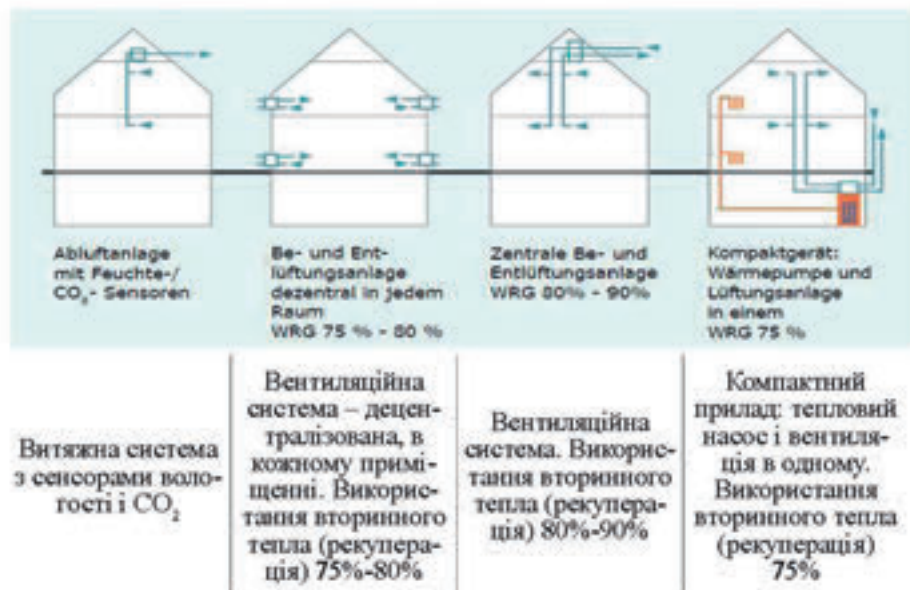 Abluftanlage
mit Feuchte-/
CO₂- Sensoren
Be- und Ent-
lüftungsanlage
dezentral in jedem
Raum
WRG 75 % - 80 %
Zentrale Be- und
Entlüftungsanlage
WRG 80% - 90%
Kompaktgerät:
Wärmepumpe und
Lüftungsanlage
in einem
WRG 75 %
Витяжна система
з сенсорами воло-
гості і CO₂
Вентиляційна
система – децен-
тралізована, в
кожному примі-
щенні. Викорис-
тання вторинного
тепла (рекупера-
ція) 75%-80%
Вентиляційна
система. Викорис-
тання вторинного
тепла (рекупера-
ція) 80%-90%
Компактний
прилад: тепловий
насос і вентиля-
ція в одному.
Використання
вторинного тепла
(рекуперація)
75%